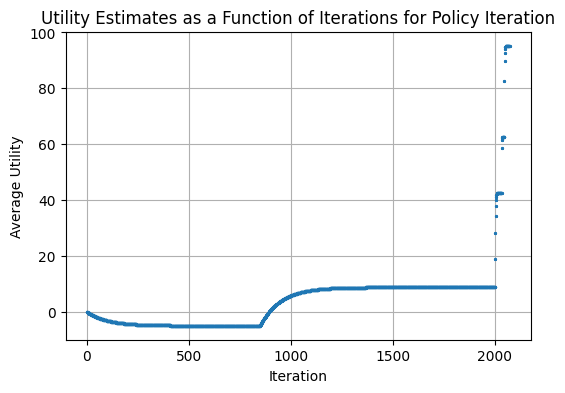 Utility Estimates as a Function of Iterations for Policy Iteration
100
80
60
40
20
0
Average Utility
0 500 1000 1500 2000
Iteration